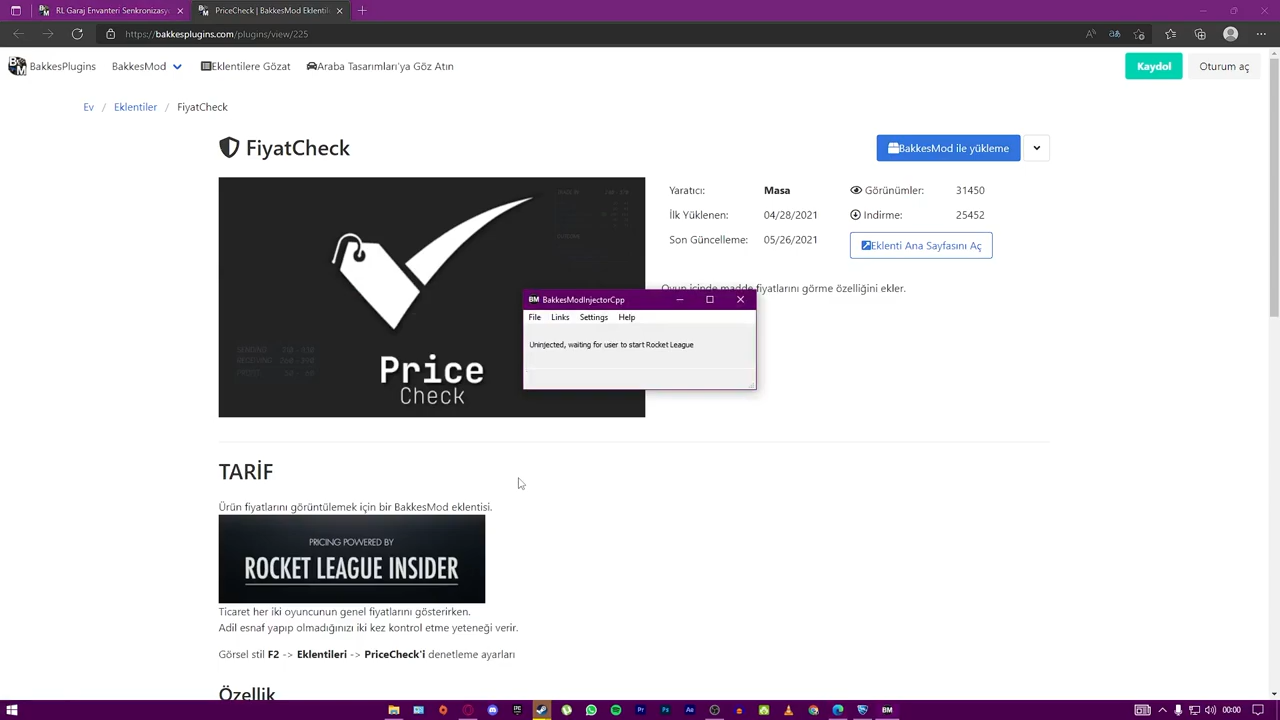 RL Garaj Envanteri Senkronizasyo
PriceCheck | Bakkes Eklentileri
https://bakkesplugins.com/plugins/view/225
BakkesPlugins
BakkesMod
Eklentilere Gözat
Araba Tasarımları'ya Göz Atın
Kaydol
Oturum aç
Ev / Eklentiler / FiyatCheck
FiyatCheck
BakkesMod ile yükleme
Price
Check
Yaratıcı: Masa
Görünümler: 31450
İlk Yüklenen: 04/28/2021
Indirme: 25452
Son Güncelleme: 05/26/2021
Eklenti Ana Sayfasını Aç
Oyun içinde madde fiyatlarını görme özelliğini ekler.
BM BakkesModInjectorCpp
File Links Settings Help
Uninjected, waiting for user to start Rocket League
TARİF
Ürün fiyatlarını görüntülemek için bir BakkesMod eklentisi.
PRICING POWERED BY
ROCKET LEAGUE INSIDER
Ticaret her iki oyuncunun genel fiyatlarını gösterirken.
Adil esnaf yapıp olmadığınızı iki kez kontrol etme yeteneği verir.
Görsel stil F2 -> Eklentileri -> PriceCheck'i denetleme ayarları
Özellik
00:00